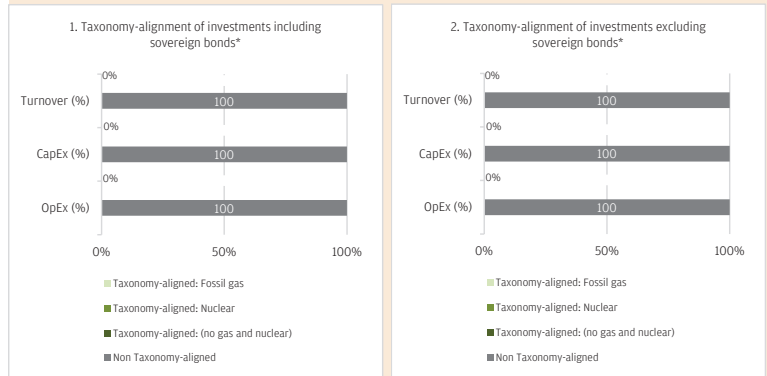 1. Taxonomy-alignment of investments including
sovereign bonds*
0%
Turnover (%)
100
0%
CapEx (%)
100
0%
OpEx (%)
100
0%
50%
100%
Taxonomy-aligned: Fossil gas
Taxonomy-aligned: Nuclear
Taxonomy-aligned: (no gas and nuclear)
Non Taxonomy-aligned
2. Taxonomy-alignment of investments excluding
sovereign bonds*
0%
Turnover (%)
100
0%
CapEx (%)
100
0%
OpEx (%)
100
0%
50%
100%
Taxonomy-aligned: Fossil gas
Taxonomy-aligned: Nuclear
Taxonomy-aligned: (no gas and nuclear)
Non Taxonomy-aligned